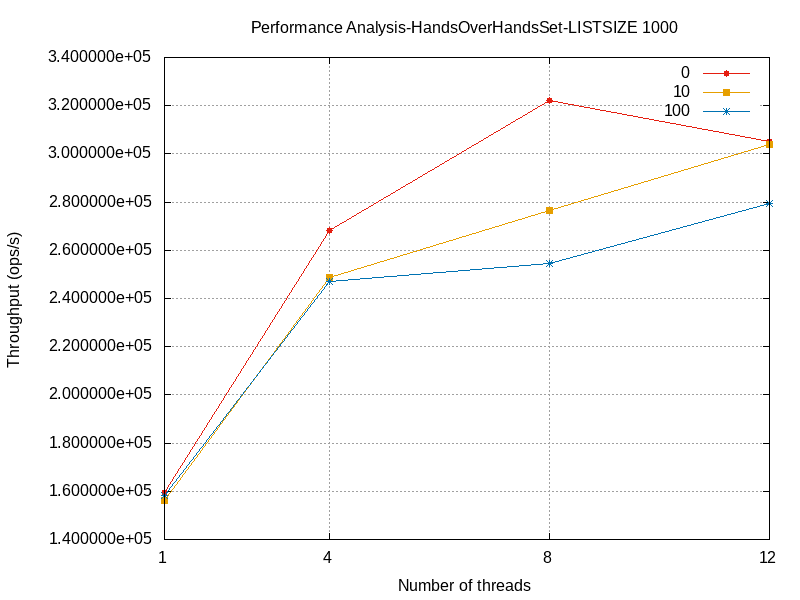 Performance Analysis-HandsOverHandsSet-LISTSIZE 1000
3.400000e+05
3.200000e+05
3.000000e+05
2.800000e+05
2.600000e+05
2.400000e+05
2.200000e+05
2.000000e+05
1.800000e+05
1.600000e+05
1.400000e+05
Throughput (ops/s)
0
10
100
1 4 8 12
Number of threads